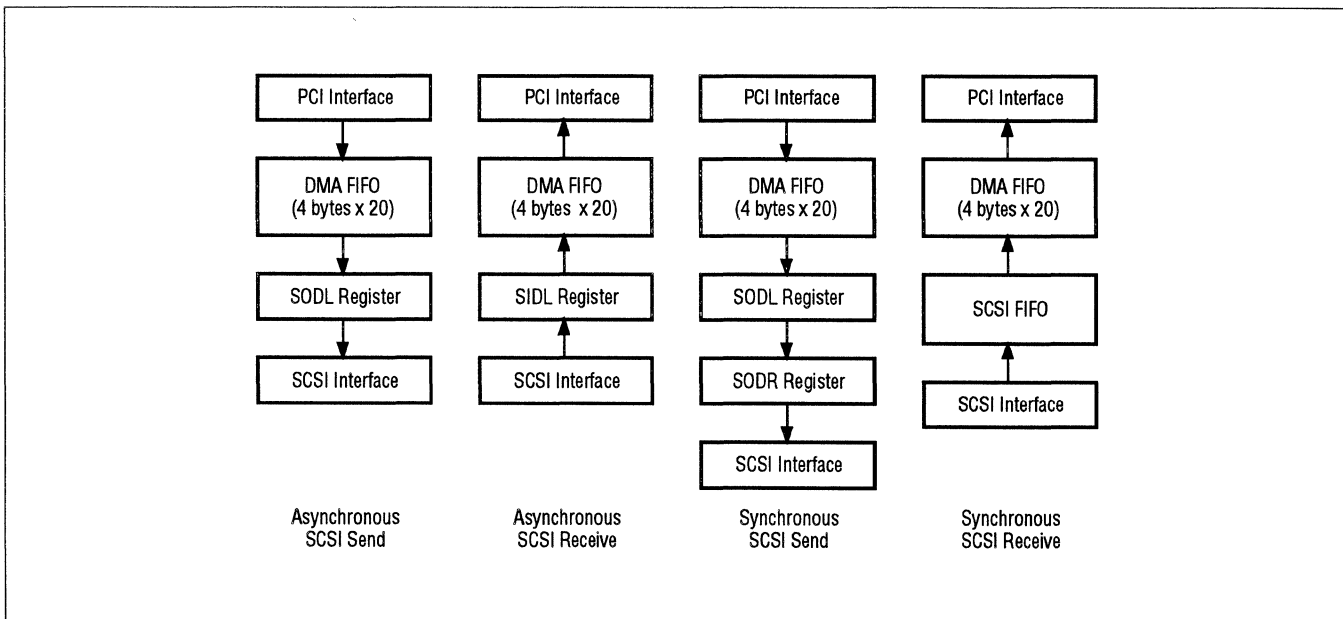 PCI Interface
DMA FIFO
(4 bytes x 20)
SODL Register
SCSI Interface
Asynchronous
SCSI Send
PCI Interface
DMA FIFO
(4 bytes x 20)
SIDL Register
SCSI Interface
Asynchronous
SCSI Receive
PCI Interface
DMA FIFO
(4 bytes x 20)
SODL Register
SODR Register
SCSI Interface
Synchronous
SCSI Send
PCI Interface
DMA FIFO
(4 bytes x 20)
SCSI FIFO
SCSI Interface
Synchronous
SCSI Receive